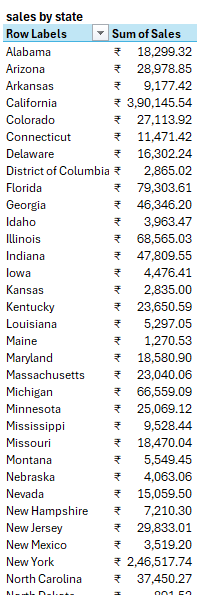 sales by state
Row Labels Sum of Sales
Alabama ₹ 18,299.32
Arizona ₹ 28,978.85
Arkansas ₹ 9,177.42
California ₹ 3,90,145.54
Colorado ₹ 27,113.92
Connecticut ₹ 11,471.42
Delaware ₹ 16,302.24
District of Columbia ₹ 2,865.02
Florida ₹ 79,303.61
Georgia ₹ 46,346.20
Idaho ₹ 3,963.47
Illinois ₹ 68,565.03
Indiana ₹ 47,809.55
Iowa ₹ 4,476.41
Kansas ₹ 2,835.00
Kentucky ₹ 23,650.59
Louisiana ₹ 5,297.05
Maine ₹ 1,270.53
Maryland ₹ 18,580.90
Massachusetts ₹ 23,040.06
Michigan ₹ 66,559.09
Minnesota ₹ 25,069.12
Mississippi ₹ 9,528.44
Missouri ₹ 18,470.04
Montana ₹ 5,549.45
Nebraska ₹ 4,063.06
Nevada ₹ 15,059.50
New Hampshire ₹ 7,210.30
New Jersey ₹ 29,833.01
New Mexico ₹ 3,519.20
New York ₹ 2,46,517.74
North Carolina ₹ 37,450.27
North Dakota ₹